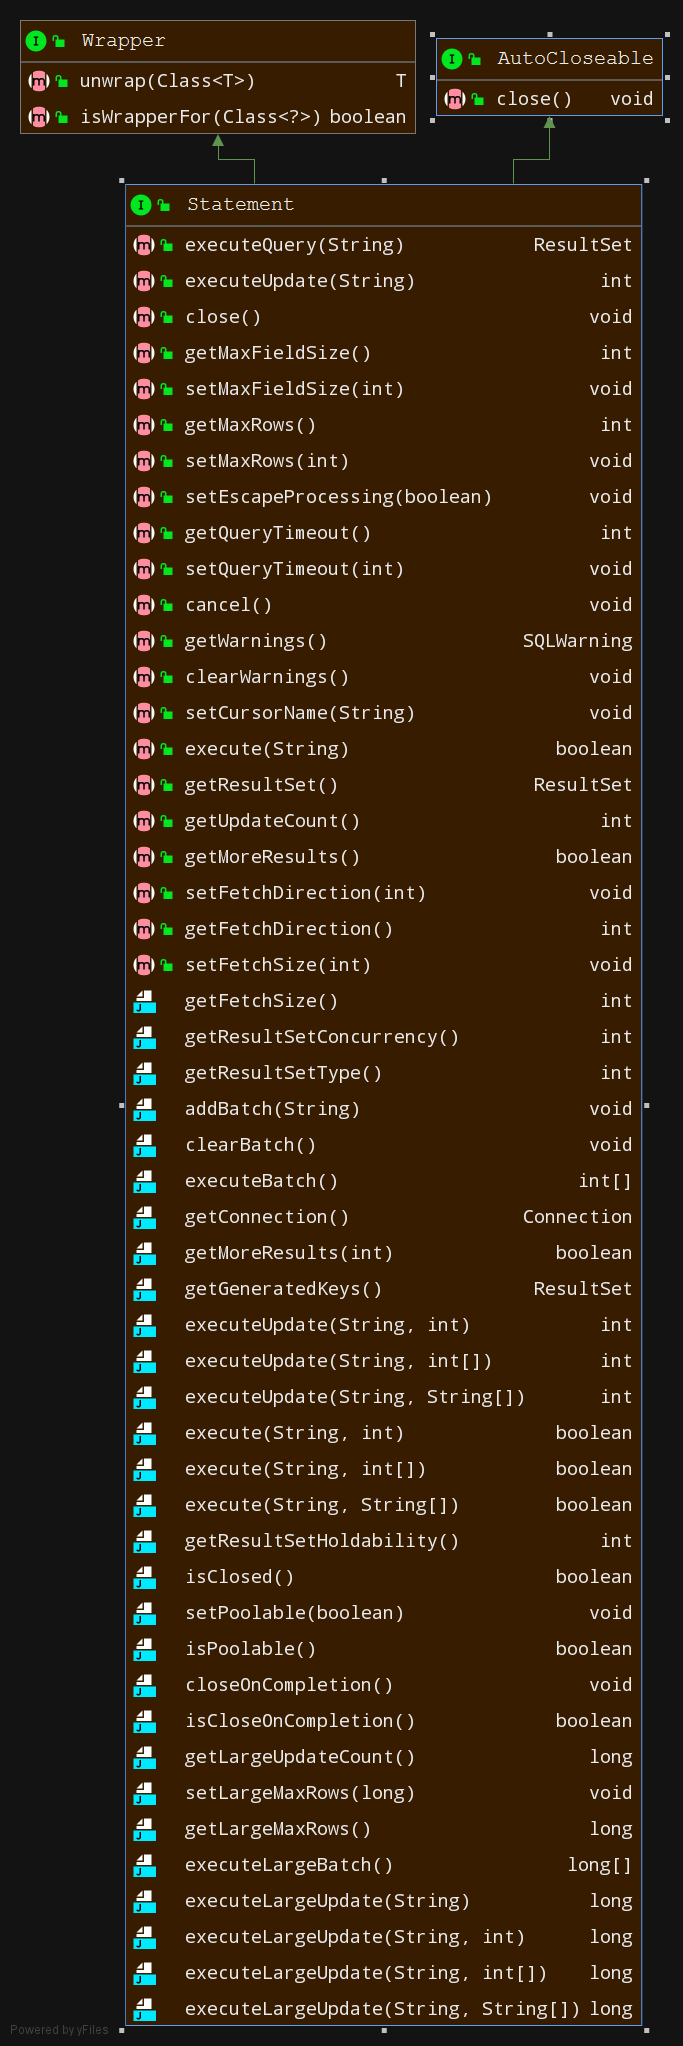 Wrapper
unwrap(Class<T>) T
isWrapperFor(Class<?>) boolean
AutoCloseable
close() void
Statement
executeQuery(String) ResultSet
executeUpdate(String) int
close() void
getMaxFieldSize() int
setMaxFieldSize(int) void
getMaxRows() int
setMaxRows(int) void
setEscapeProcessing(boolean) void
getQueryTimeout() int
setQueryTimeout(int) void
cancel() void
getWarnings() SQLWarning
clearWarnings() void
setCursorName(String) void
execute(String) boolean
getResultSet() ResultSet
getUpdateCount() int
getMoreResults() boolean
setFetchDirection(int) void
getFetchDirection() int
setFetchSize(int) void
getFetchSize() int
getResultSetConcurrency() int
getResultSetType() int
addBatch(String) void
clearBatch() void
executeBatch() int[]
getConnection() Connection
getMoreResults(int) boolean
getGeneratedKeys() ResultSet
executeUpdate(String, int) int
executeUpdate(String, int[]) int
executeUpdate(String, String[]) int
execute(String, int) boolean
execute(String, int[]) boolean
execute(String, String[]) boolean
getResultSetHoldability() int
isClosed() boolean
setPoolable(boolean) void
isPoolable() boolean
closeOnCompletion() void
isCloseOnCompletion() boolean
getLargeUpdateCount() long
setLargeMaxRows(long) void
getLargeMaxRows() long
executeLargeBatch() long[]
executeLargeUpdate(String) long
executeLargeUpdate(String, int) long
executeLargeUpdate(String, int[]) long
executeLargeUpdate(String, String[]) long
Powered by yFiles